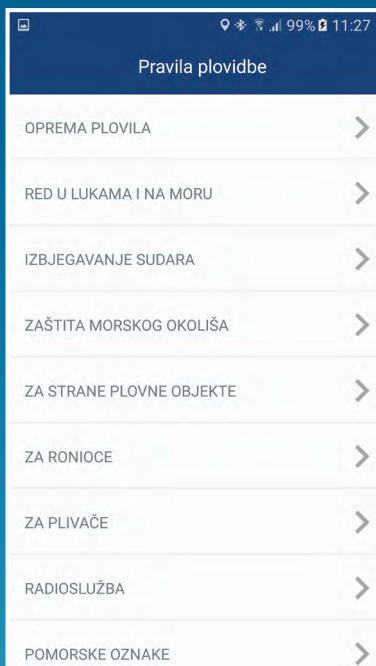 99% 11:27
Pravila plovidbe
OPREMA PLOVILA
RED U LUKAMA I NA MORU
IZBJEGAVANJE SUDARA
ZAŠTITA MORSKOG OKOLIŠA
ZA STRANE PLOVNE OBJEKTE
ZA RONIOCE
ZA PLIVAČE
RADIOSLUŽBA
POMORSKE OZNAKE